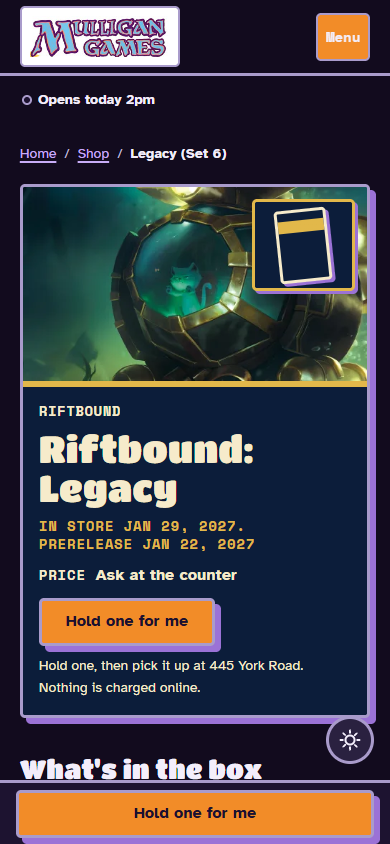 MULLIGAN
GAMES
Menu
Opens today 2pm
Home / Shop / Legacy (Set 6)
RIFTBOUND
Riftbound:
Legacy
IN STORE JAN 29, 2027.
PRERELEASE JAN 22, 2027
PRICE Ask at the counter
Hold one for me
Hold one, then pick it up at 445 York Road.
Nothing is charged online.
What's in the box
Hold one for me